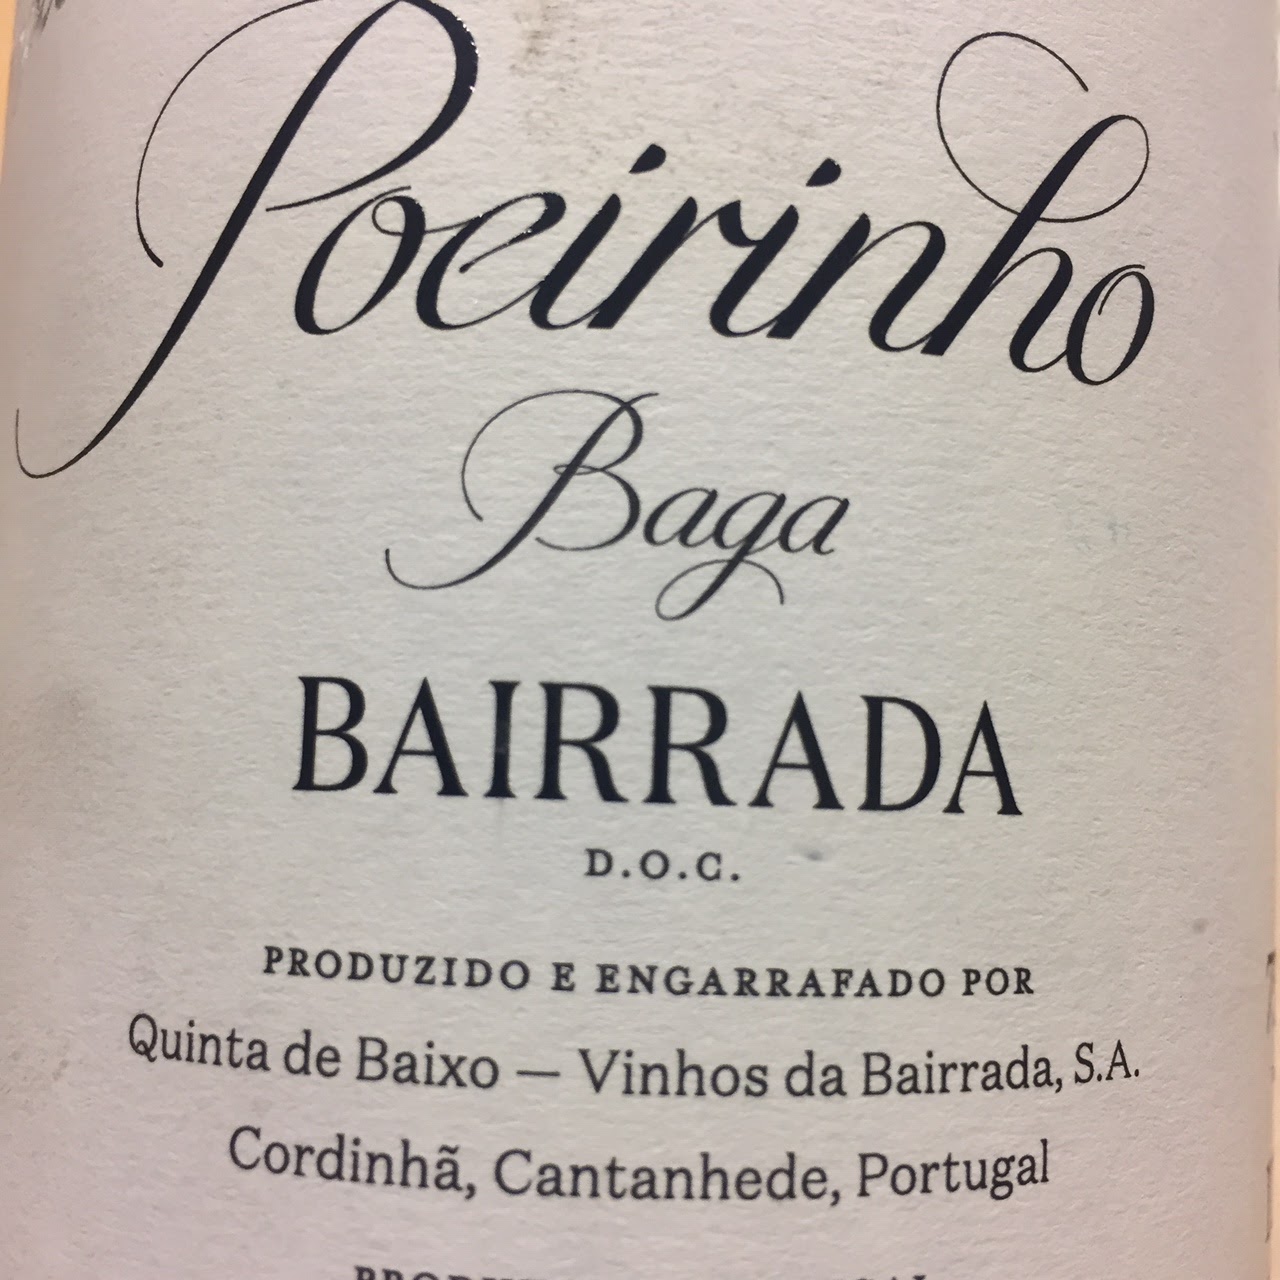 Poeirinho
Baga
BAIRRADA
D.O.C.
PRODUZIDO E ENGARRAFADO POR
Quinta de Baixo — Vinhos da Bairrada, S.A.
Cordinhã, Cantanhede, Portugal